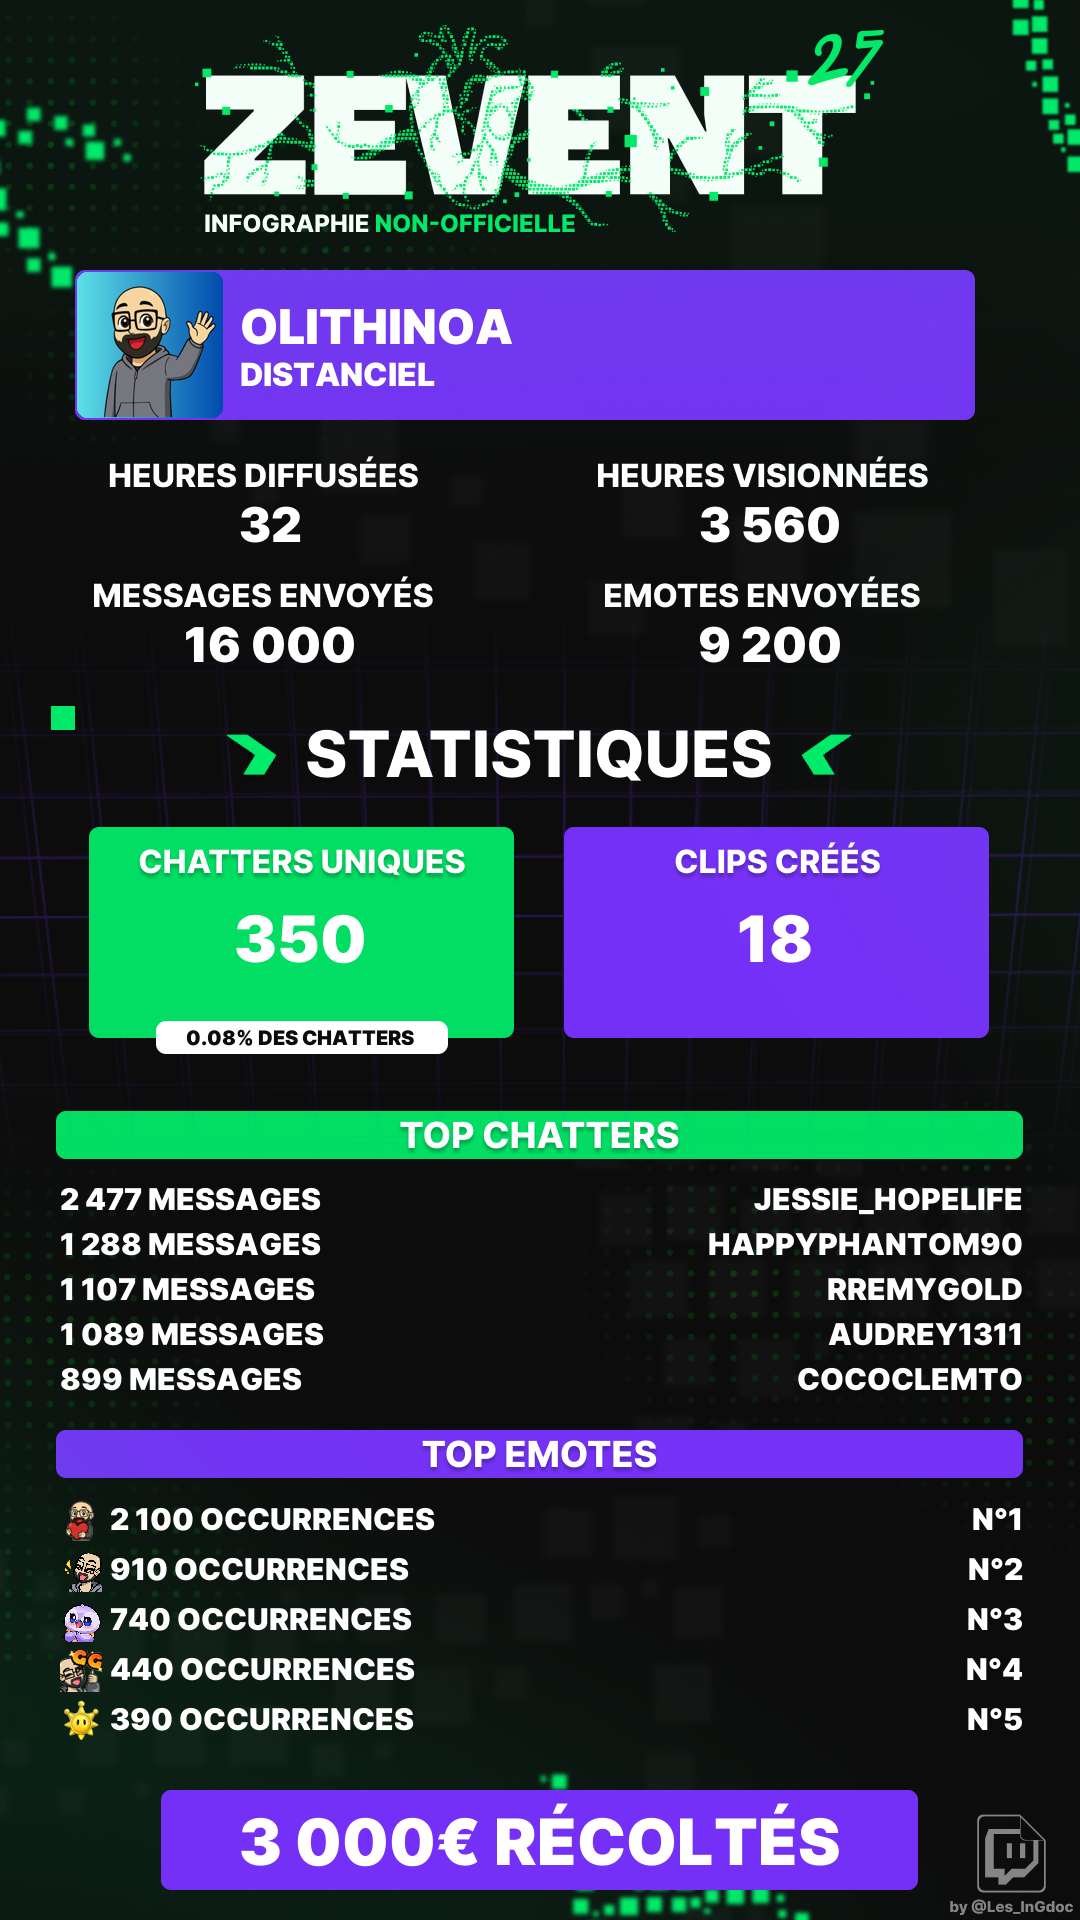 ZEVENT 25
INFOGRAPHIE NON-OFFICIELLE
OLITHINOA
DISTANCIEL
HEURES DIFFUSÉES
32
HEURES VISIONNÉES
3 560
MESSAGES ENVOYÉS
16 000
EMOTES ENVOYÉES
9 200
STATISTIQUES
CHATTERS UNIQUES
350
0.08% DES CHATTERS
CLIPS CRÉÉS
18
TOP CHATTERS
2 477 MESSAGES JESSIE_HOPELIFE
1 288 MESSAGES HAPPYPHANTOM90
1 107 MESSAGES RREMYGOLD
1 089 MESSAGES AUDREY1311
899 MESSAGES COCOCLEMTO
TOP EMOTES
2 100 OCCURRENCES N°1
910 OCCURRENCES N°2
740 OCCURRENCES N°3
GG 440 OCCURRENCES N°4
390 OCCURRENCES N°5
3 000€ RÉCOLTÉS
by @Les_InGdoc